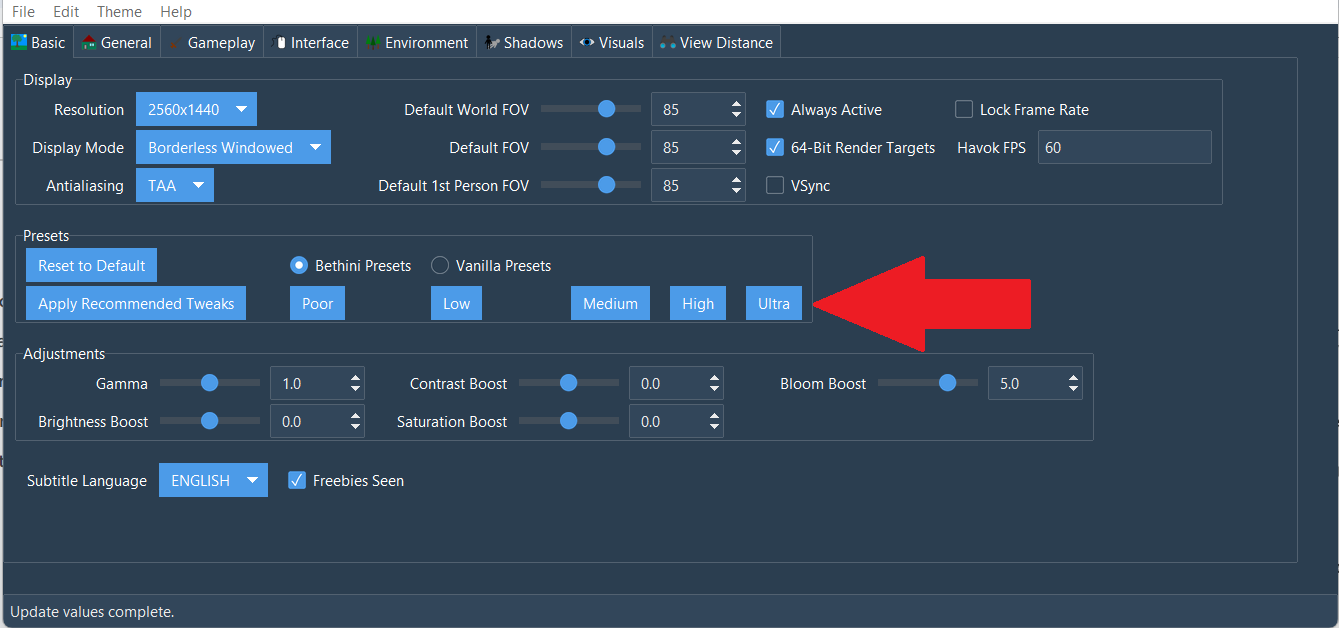 File Edit Theme Help
Basic General Gameplay Interface Environment Shadows Visuals View Distance
Display
Resolution 2560x1440 Default World FOV 85 Always Active Lock Frame Rate
Display Mode Borderless Windowed Default FOV 85 64-Bit Render Targets Havok FPS 60
Antialiasing TAA Default 1st Person FOV 85 VSync
Presets
Reset to Default Bethini Presets Vanilla Presets
Apply Recommended Tweaks Poor Low Medium High Ultra
Adjustments
Gamma 1.0 Contrast Boost 0.0 Bloom Boost 5.0
Brightness Boost 0.0 Saturation Boost 0.0
Subtitle Language ENGLISH Freebies Seen
Update values complete.